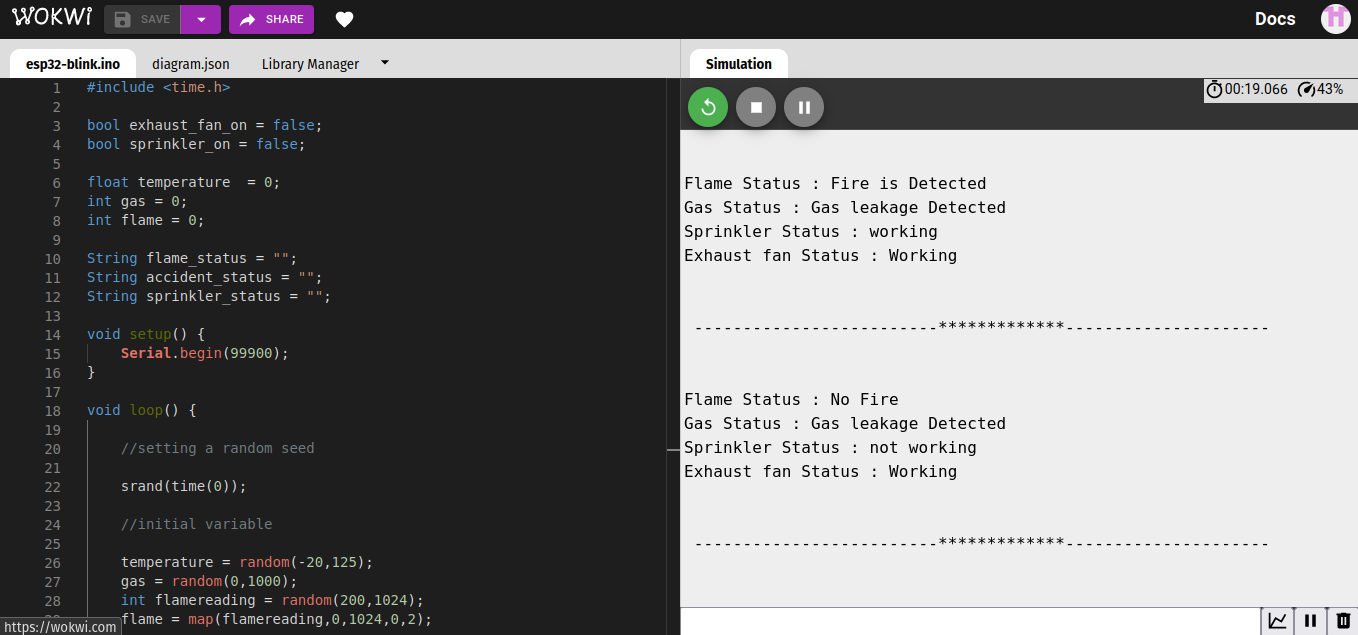 WOKWI SAVE SHARE Docs H
esp32-blink.ino diagram.json Library Manager
1 #include <time.h>
2
3 bool exhaust_fan_on = false;
4 bool sprinkler_on = false;
5
6 float temperature  = 0;
7 int gas = 0;
8 int flame = 0;
9
10 String flame_status = "";
11 String accident_status = "";
12 String sprinkler_status = "";
13
14 void setup() {
15     Serial.begin(99900);
16 }
17
18 void loop() {
19
20     //setting a random seed
21
22     srand(time(0));
23
24     //initial variable
25
26     temperature = random(-20,125);
27     gas = random(0,1000);
28     int flamereading = random(200,1024);
    flame = map(flamereading,0,1024,0,2);
https://wokwi.com
Simulation
00:19.066 43%
Flame Status : Fire is Detected
Gas Status : Gas leakage Detected
Sprinkler Status : working
Exhaust fan Status : Working
-------------------------*************---------------------
Flame Status : No Fire
Gas Status : Gas leakage Detected
Sprinkler Status : not working
Exhaust fan Status : Working
-------------------------*************---------------------